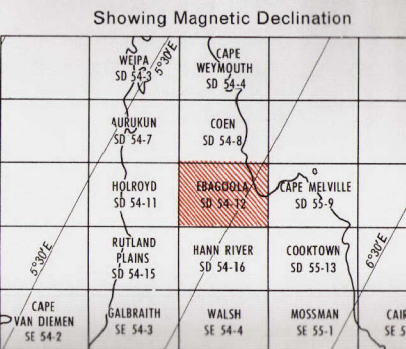 Showing Magnetic Declination
WEIPA
SD 54-3
5°30'E
CAPE
WEYMOUTH
SD 54-4
AURUKUN
SD 54-7
COEN
SD 54-8
HOLROYD
SD 54-11
EBAGOOLA
SD 54-12
CAPE MELVILLE
SD 55-9
5°30'E
RUTLAND
PLAINS
SD 54-15
HANN RIVER
SD 54-16
COOKTOWN
SD 55-13
6°30'E
CAPE
VAN DIEMEN
SE 54-2
GALBRAITH
SE 54-3
WALSH
SE 54-4
MOSSMAN
SE 55-1
CAIR
SE 5